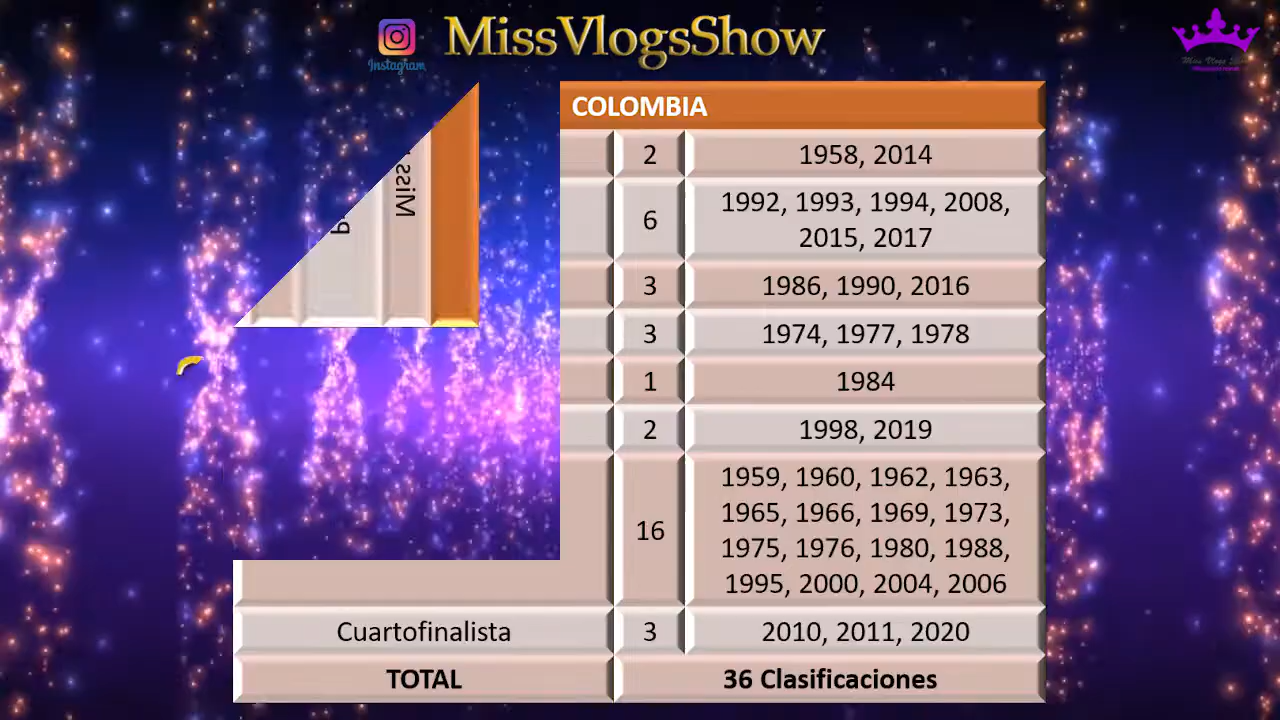 MissVlogsShow
Instagram
COLOMBIA
2 1958, 2014
6 1992, 1993, 1994, 2008,
2015, 2017
3 1986, 1990, 2016
3 1974, 1977, 1978
1 1984
2 1998, 2019
16 1959, 1960, 1962, 1963,
1965, 1966, 1969, 1973,
1975, 1976, 1980, 1988,
1995, 2000, 2004, 2006
Cuartofinalista 3 2010, 2011, 2020
TOTAL 36 Clasificaciones
Miss